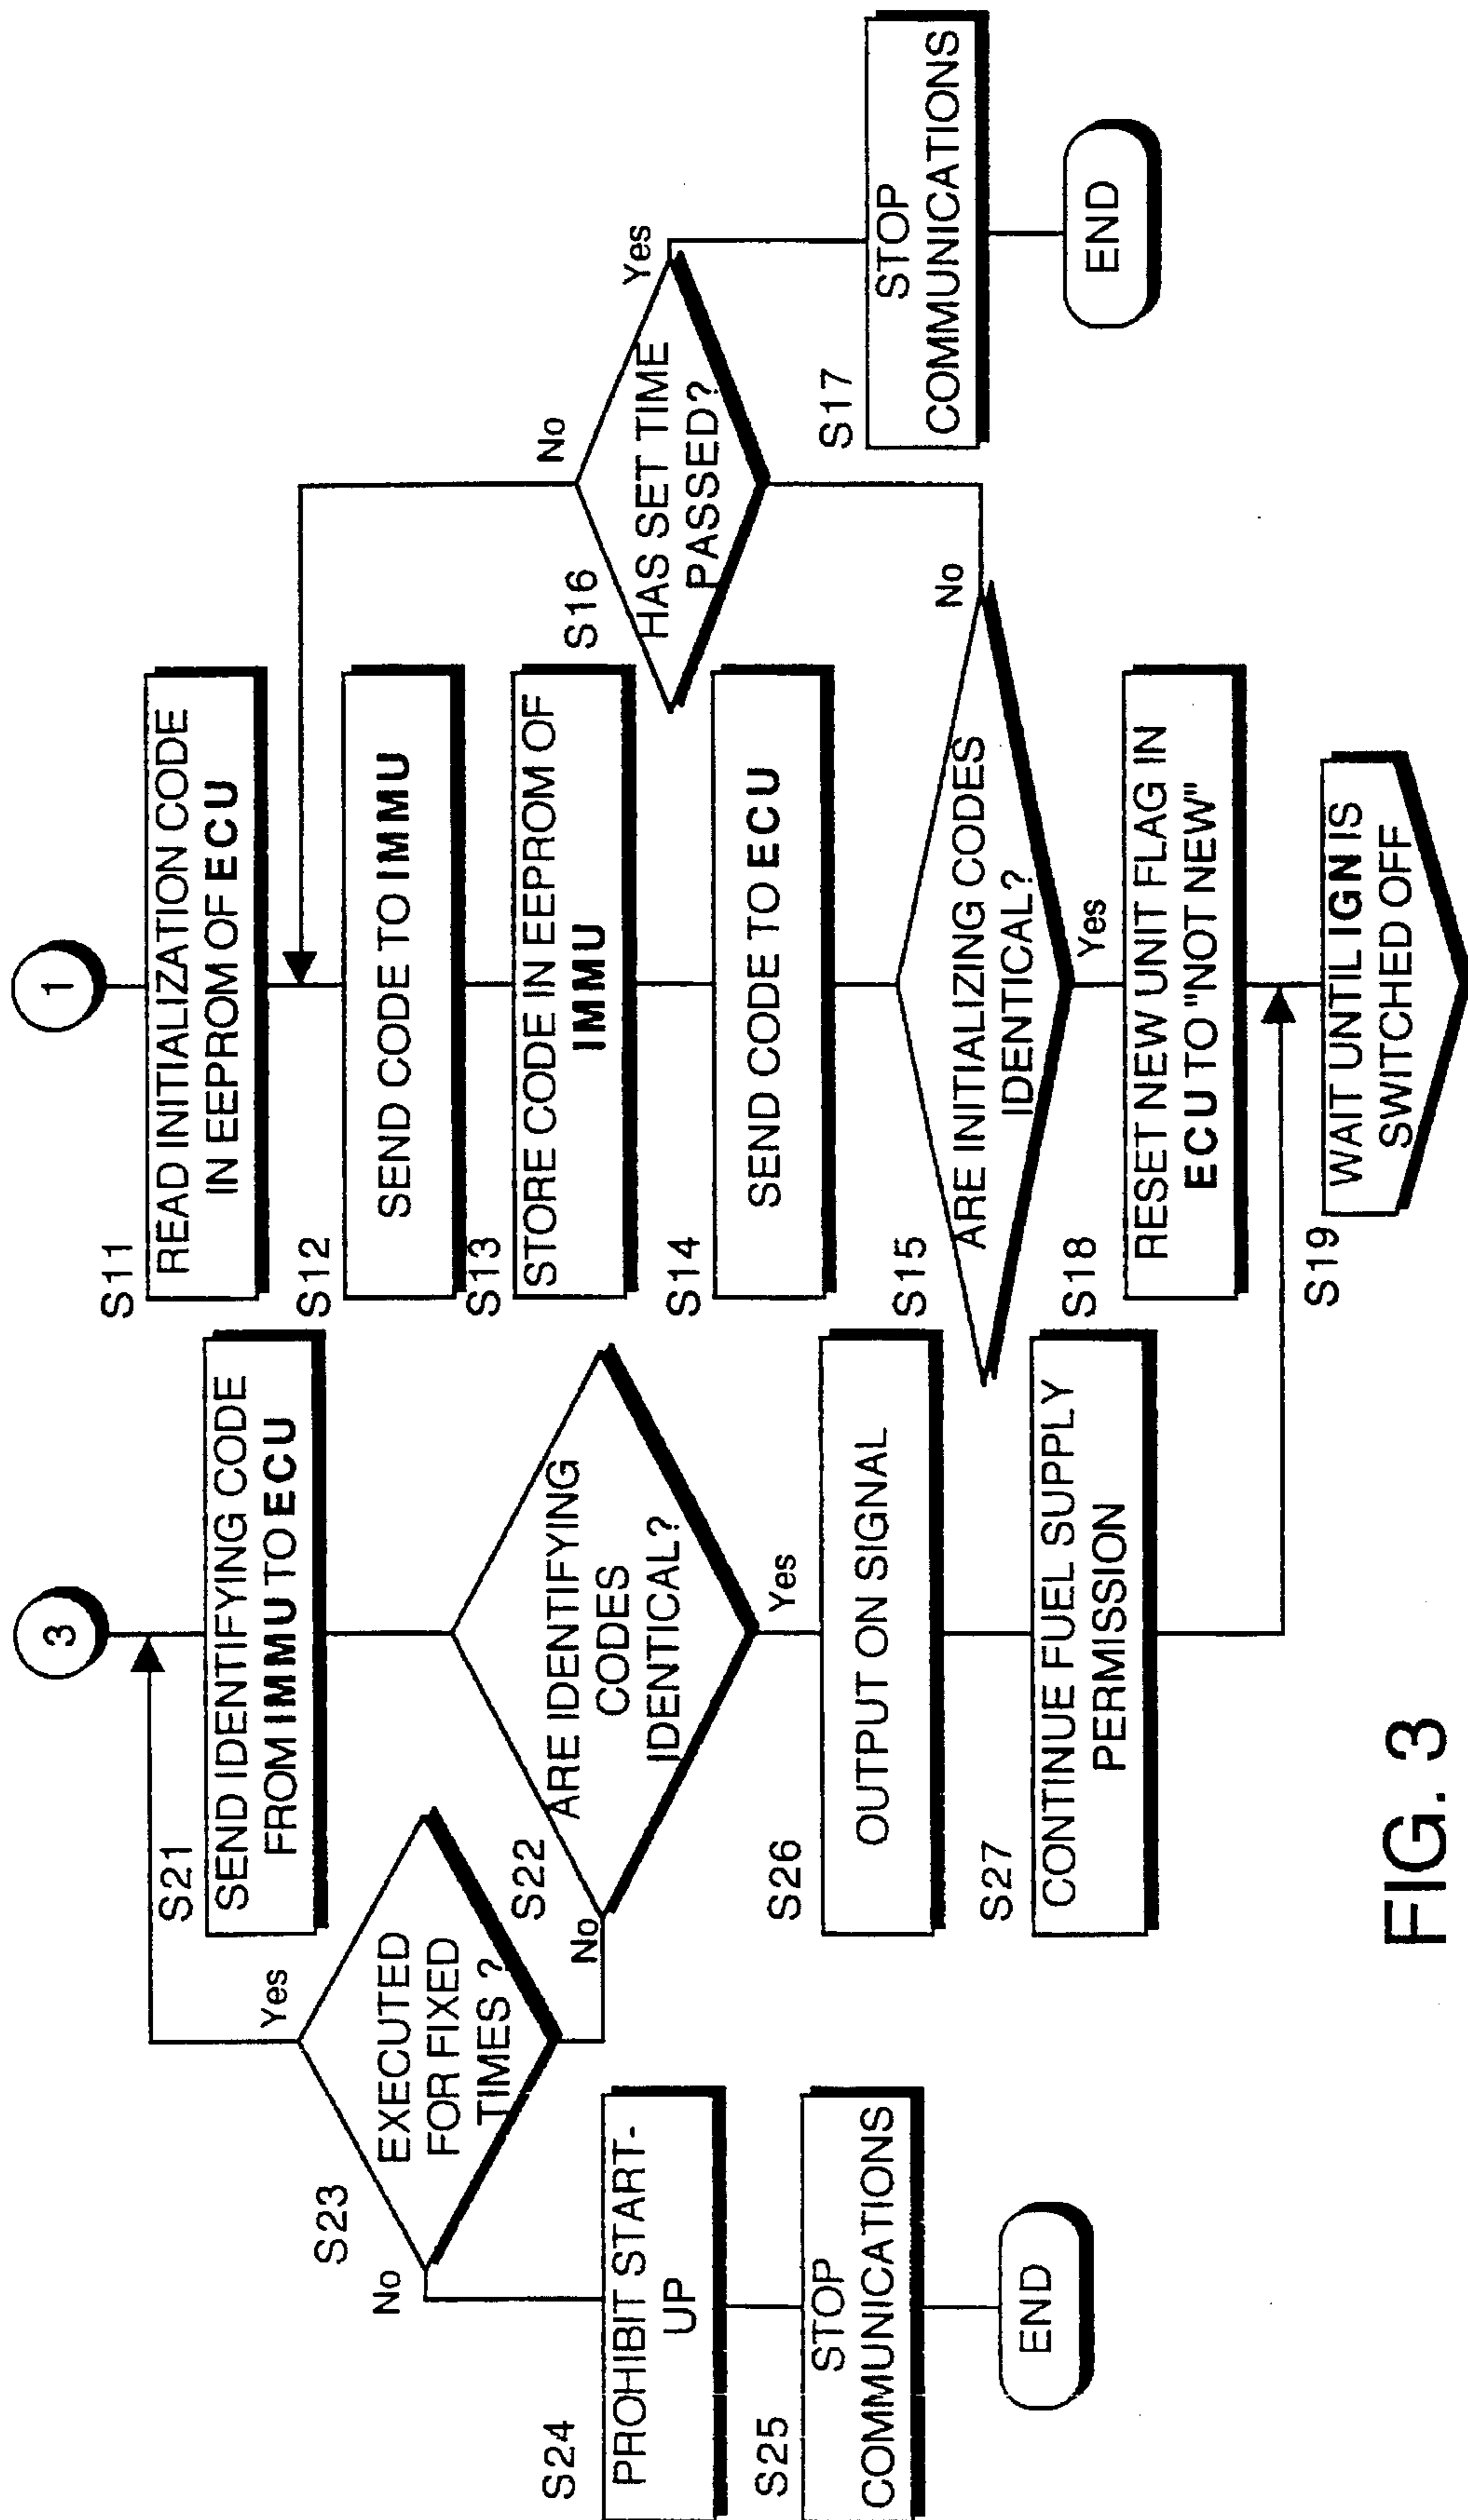 3
S21
SEND IDENTIFYING CODE
FROM IMMU TO ECU
S22
ARE IDENTIFYING
CODES
IDENTICAL?
No
Yes
S23
EXECUTED
FOR FIXED
TIMES ?
Yes
No
S24
PROHIBIT START-
UP
S25
STOP
COMMUNICATIONS
END
S26
OUTPUT ON SIGNAL
S27
CONTINUE FUEL SUPPLY
PERMISSION
1
S11
READ INITIALIZATION CODE
IN EEPROM OF ECU
S12
SEND CODE TO IMMU
S13
STORE CODE IN EEPROM OF
IMMU
S14
SEND CODE TO ECU
S15
ARE INITIALIZING CODES
IDENTICAL?
No
Yes
S16
HAS SET TIME
PASSED?
No
Yes
S17
STOP
COMMUNICATIONS
END
S18
RESET NEW UNIT FLAG IN
ECU TO "NOT NEW"
S19
WAIT UNTIL IGN IS
SWITCHED OFF
FIG. 3